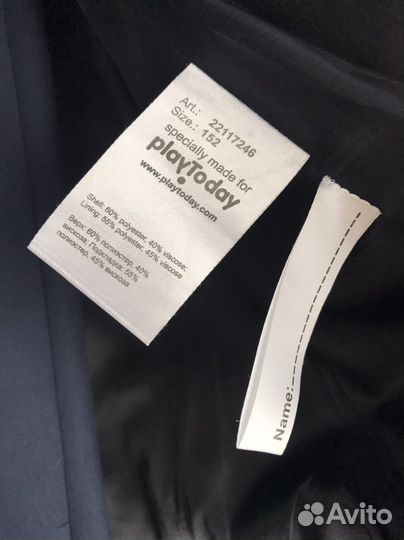 Art.: 22117246
Size.: 152
specially made for
playToday
www.playtoday.com
Shell: 60% polyester, 40% viscose;
Lining: 55% polyester, 45% viscose
Верх: 60% полиэстер, 40%
вискоза; Подкладка: 55%
полиэстер, 45% вискоза
Name:
Avito